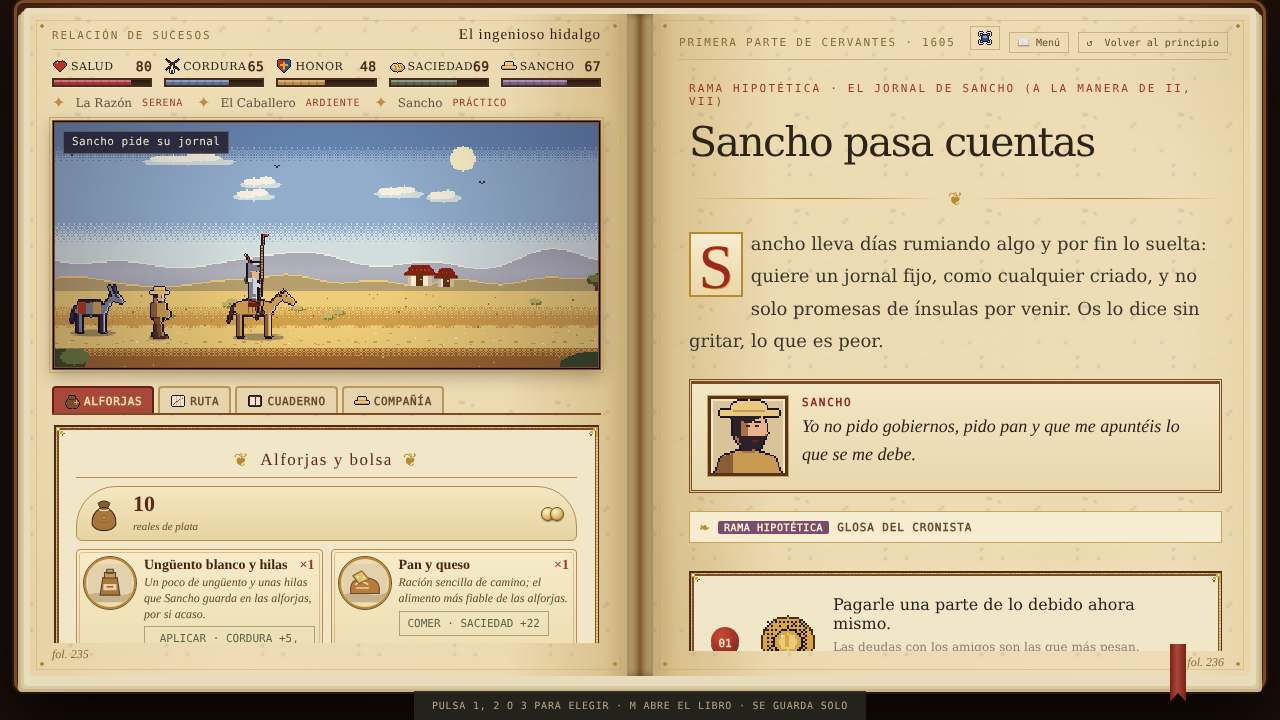 RELACIÓN DE SUCESOS
El ingenioso hidalgo
SALUD 80
CORDURA 65
HONOR 48
SACIEDAD 69
SANCHO 67
La Razón SERENA
El Caballero ARDIENTE
Sancho PRÁCTICO
Sancho pide su jornal
ALFORJAS
RUTA
CUADERNO
COMPAÑÍA
Alforjas y bolsa
10
reales de plata
Ungüento blanco y hilas ×1
Un poco de ungüento y unas hilas
que Sancho guarda en las alforjas,
por si acaso.
APLICAR · CORDURA +5,
Pan y queso ×1
Ración sencilla de camino; el
alimento más fiable de las alforjas.
COMER · SACIEDAD +22
fol. 235
PRIMERA PARTE DE CERVANTES · 1605
Menú
↺ Volver al principio
RAMA HIPOTÉTICA · EL JORNAL DE SANCHO (A LA MANERA DE II,
VII)
Sancho pasa cuentas
Sancho lleva días rumiando algo y por fin lo suelta:
quiere un jornal fijo, como cualquier criado, y no
solo promesas de ínsulas por venir. Os lo dice sin
gritar, lo que es peor.
SANCHO
Yo no pido gobiernos, pido pan y que me apuntéis lo
que se me debe.
RAMA HIPOTÉTICA GLOSA DEL CRONISTA
01
Pagarle una parte de lo debido ahora
mismo.
Las deudas con los amigos son las que más pesan.
fol. 236
PULSA 1, 2 O 3 PARA ELEGIR · M ABRE EL LIBRO · SE GUARDA SOLO